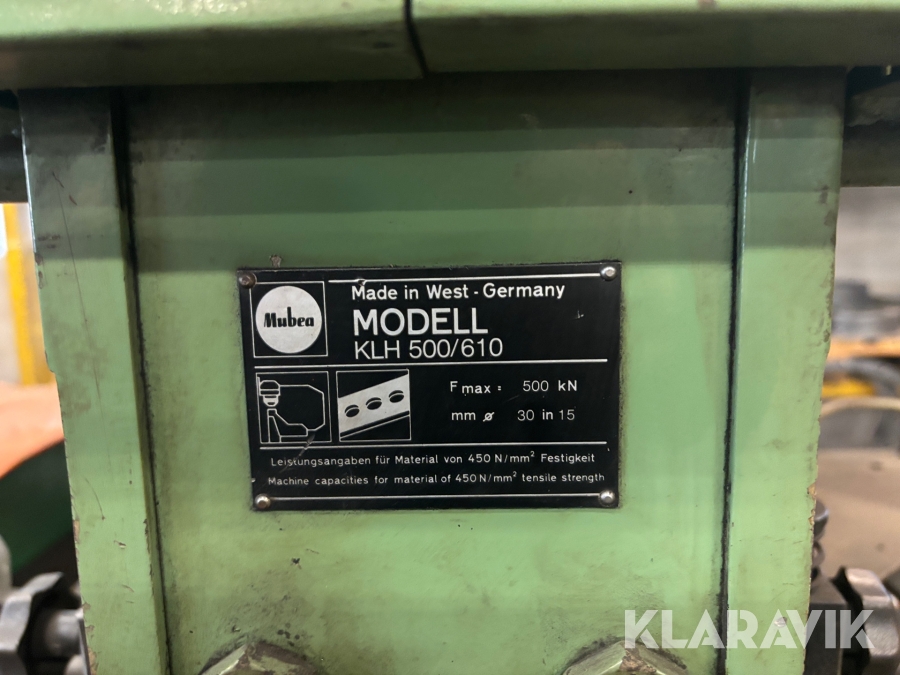 Mubea
Made in West - Germany
MODELL
KLH 500/610
F max = 500 kN
mm ⌀ 30 in 15
Leistungsangaben für Material von 450 N/mm² Festigkeit
Machine capacities for material of 450 N/mm² tensile strength
KLARAVIK